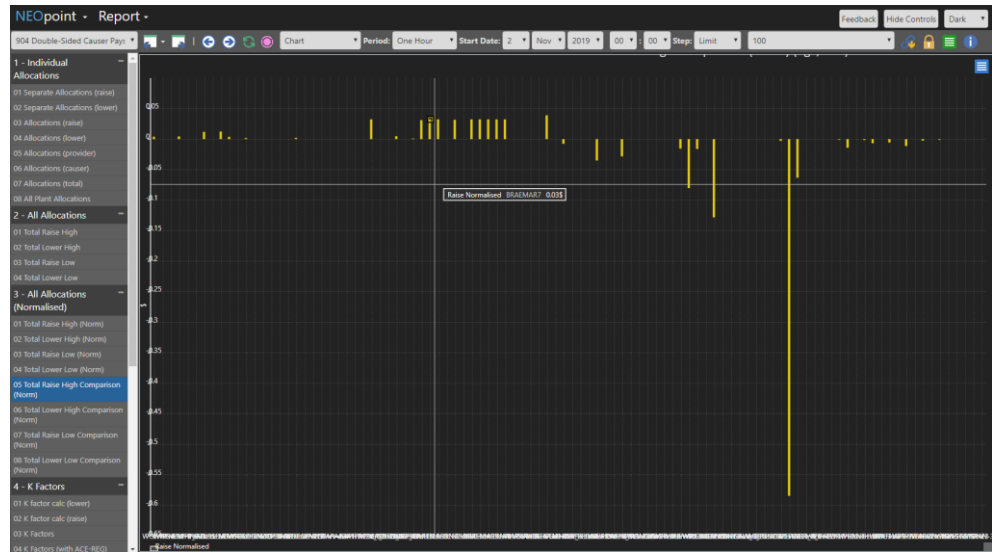 NEOpoint - Report -
Feedback
Hide Controls
Dark
904 Double-Sided Causer Pays
Chart
Period: One Hour
Start Date: 2 Nov 2019 00 : 00
Step: Limit 100
1 - Individual Allocations
01 Separate Allocations (raise)
02 Separate Allocations (lower)
03 Allocations (raise)
04 Allocations (lower)
05 Allocations (provider)
06 Allocations (causer)
07 Allocations (total)
08 All Plant Allocations
2 - All Allocations
01 Total Raise High
02 Total Lower High
03 Total Raise Low
04 Total Lower Low
3 - All Allocations
(Normalised)
01 Total Raise High (Norm)
02 Total Lower High (Norm)
03 Total Raise Low (Norm)
04 Total Lower Low (Norm)
05 Total Raise High Comparison
(Norm)
06 Total Lower High Comparison
(Norm)
07 Total Raise Low Comparison
(Norm)
08 Total Lower Low Comparison
(Norm)
4 - K Factors
01 K factor calc (lower)
02 K factor calc (raise)
03 K Factors
04 K Factors (with ACE-REG)
0.05
0
-0.05
-0.1
-0.15
-0.2
-0.25
-0.3
-0.35
-0.4
-0.45
-0.5
-0.55
-0.6
-0.65
$
Raise Normalised BRAEMAR7 0.03$
Raise Normalised